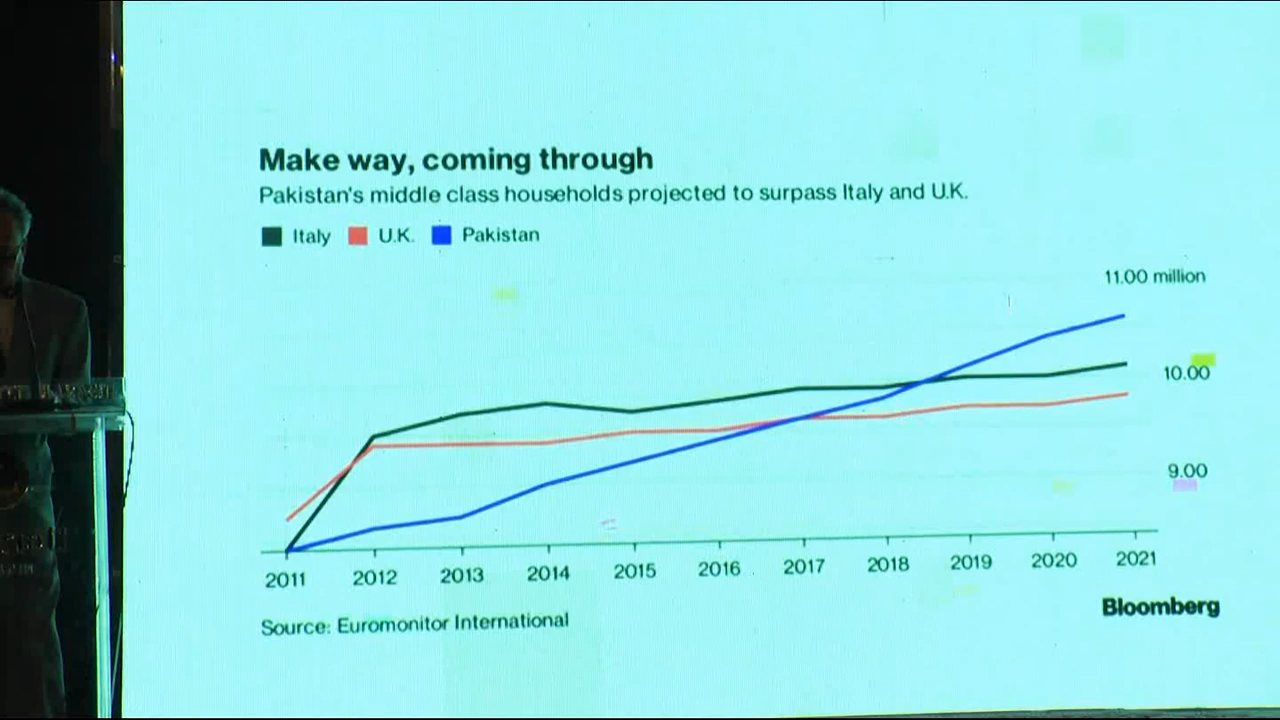 Make way, coming through
Pakistan's middle class households projected to surpass Italy and U.K.
Italy U.K. Pakistan
11.00 million
10.00
9.00
2011 2012 2013 2014 2015 2016 2017 2018 2019 2020 2021
Source: Euromonitor International
Bloomberg